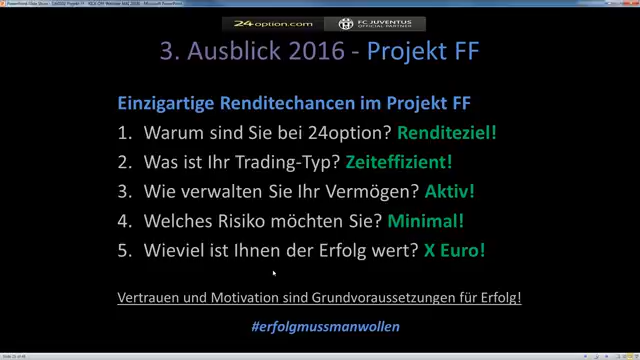 24option.com
FC JUVENTUS
OFFICIAL PARTNER
3. Ausblick 2016 - Projekt FF
Einzigartige Renditechancen im Projekt FF
1. Warum sind Sie bei 24option? Renditeziel!
2. Was ist Ihr Trading-Typ? Zeiteffizient!
3. Wie verwalten Sie Ihr Vermögen? Aktiv!
4. Welches Risiko möchten Sie? Minimal!
5. Wieviel ist Ihnen der Erfolg wert? X Euro!
Vertrauen und Motivation sind Grundvoraussetzungen für Erfolg!
#erfolgmussmanwollen